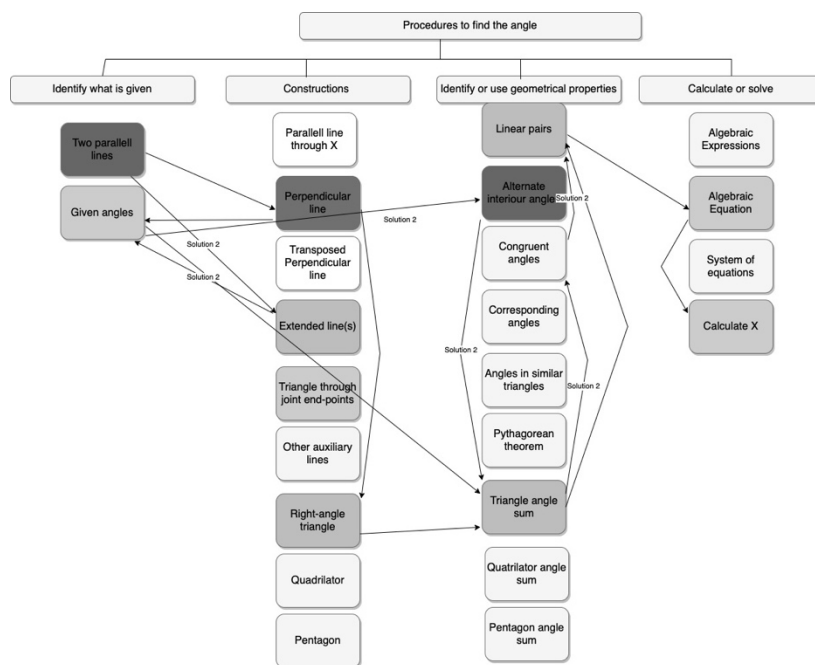 Procedures to find the angle
Identify what is given
Constructions
Identify or use geometrical properties
Calculate or solve
Two parallell
lines
Given angles
Parallell line
through X
Perpendicular
line
Transposed
Perpendicular
line
Extended line(s)
Triangle through
joint end-points
Other auxiliary
lines
Right-angle
triangle
Quadrilator
Pentagon
Linear pairs
Alternate
interiour angle
Congruent
angles
Corresponding
angles
Angles in similar
triangles
Pythagorean
theorem
Triangle angle
sum
Quatrilator angle
sum
Pentagon angle
sum
Algebraic
Expressions
Algebraic
Equation
System of
equations
Calculate X
Solution 2
Solution 2
Solution 2
Solution 2
Solution 2
Solution 2